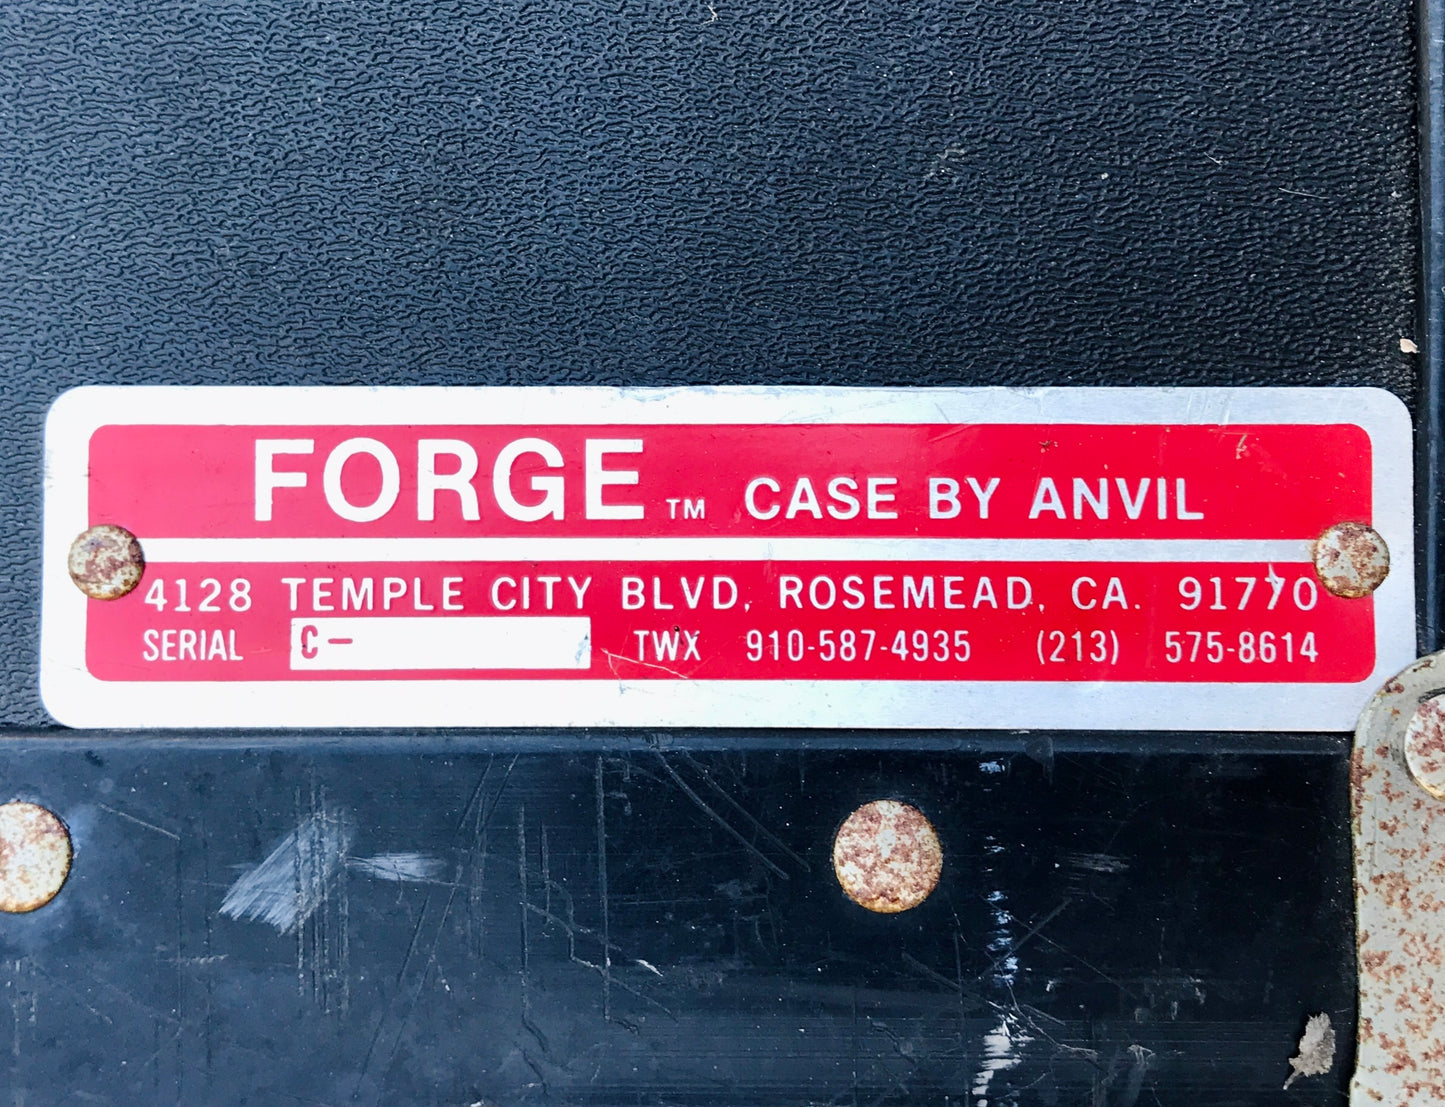 FORGE™ CASE BY ANVIL
4128 TEMPLE CITY BLVD. ROSEMEAD, CA. 91770
SERIAL C- TWX 910-587-4935 (213) 575-8614